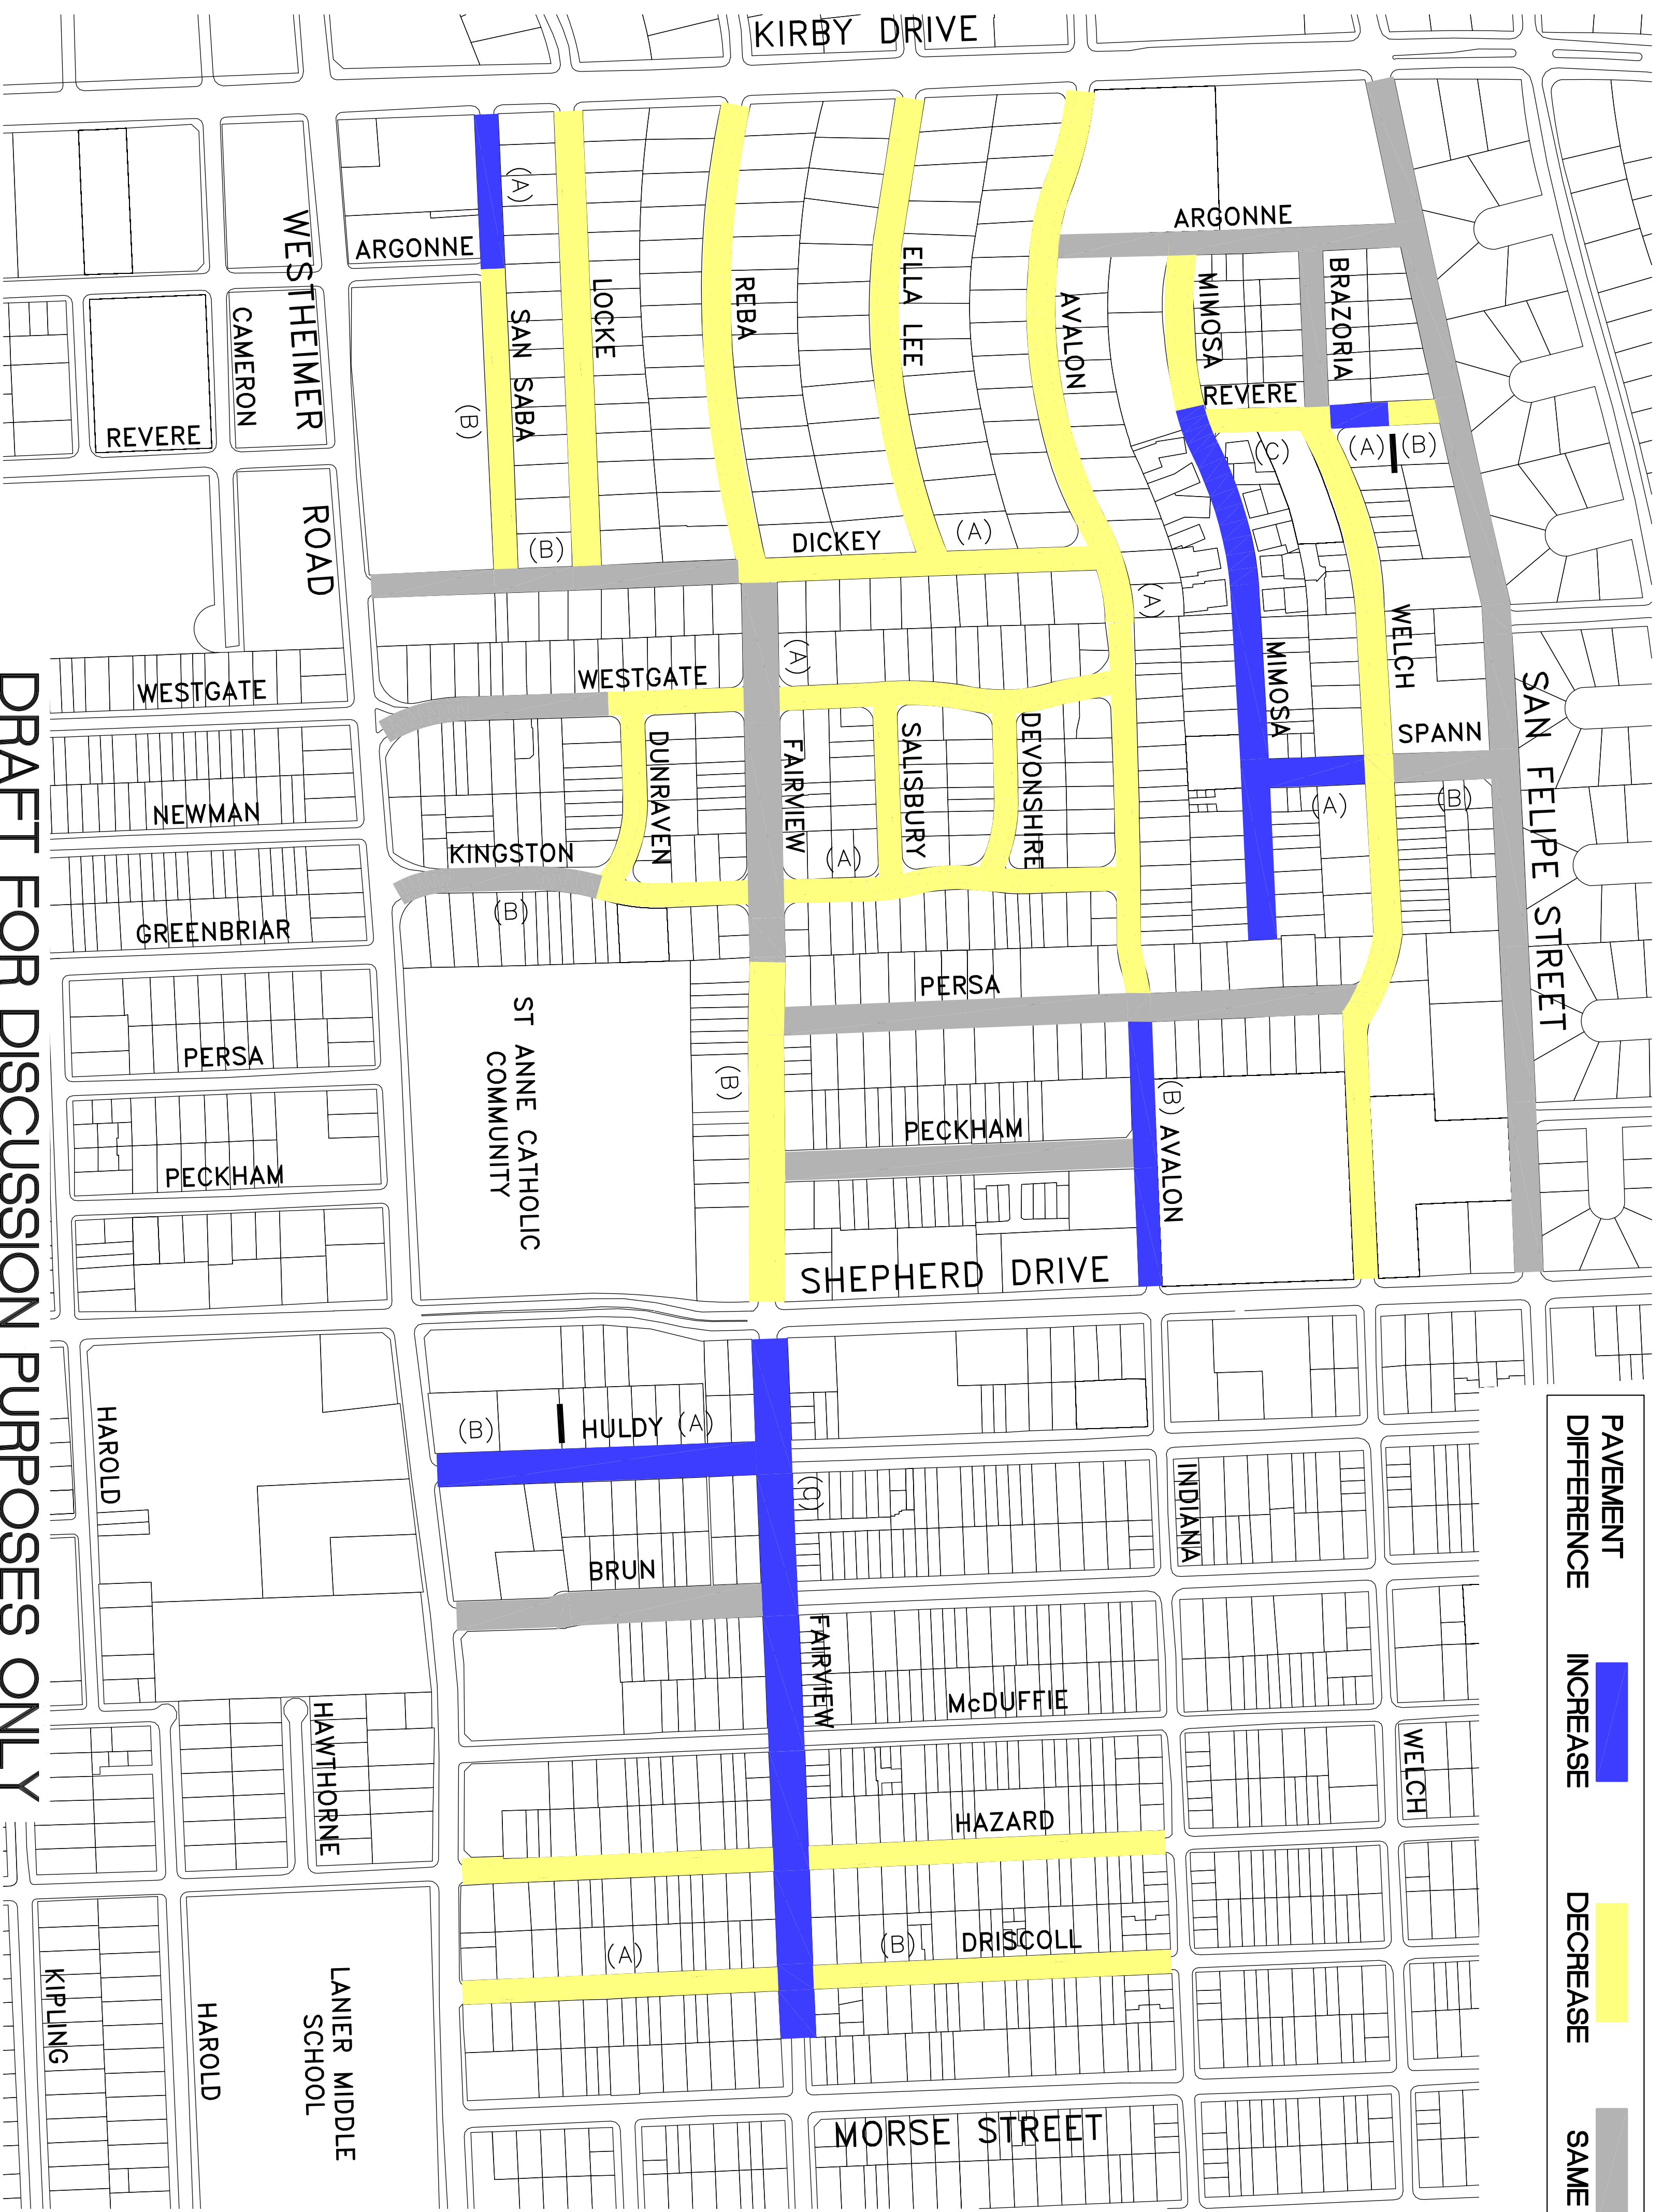 KIRBY DRIVE
ARGONNE
ARGONNE
(A)
WESTHEIMER
ROAD
CAMERON
REVERE
SAN SABA
(B)
LOCKE
(B)
REBA
ELLA LEE
AVALON
MIMOSA
BRAZORIA
REVERE
(C)
(A)
(B)
DICKEY
(A)
(A)
(A)
WESTGATE
WESTGATE
WELCH
MIMOSA
SPANN
SAN FELIPE STREET
DUNRAVEN
FAIRVIEW
SALISBURY
DEVONSHIRE
(A)
(B)
(A)
NEWMAN
KINGSTON
(B)
GREENBRIAR
PERSA
PERSA
ST ANNE CATHOLIC
COMMUNITY
(B)
(B) AVALON
PECKHAM
PECKHAM
SHEPHERD DRIVE
HAROLD
(B)
HULDY (A)
(C)
INDIANA
BRUN
FAIRVIEW
McDUFFIE
HAWTHORNE
WELCH
HAZARD
(A)
(B)
DRISCOLL
KIPLING
HAROLD
LANIER MIDDLE
SCHOOL
MORSE STREET
PAVEMENT
DIFFERENCE
INCREASE
DECREASE
SAME
DRAFT FOR DISCUSSION PURPOSES ONLY